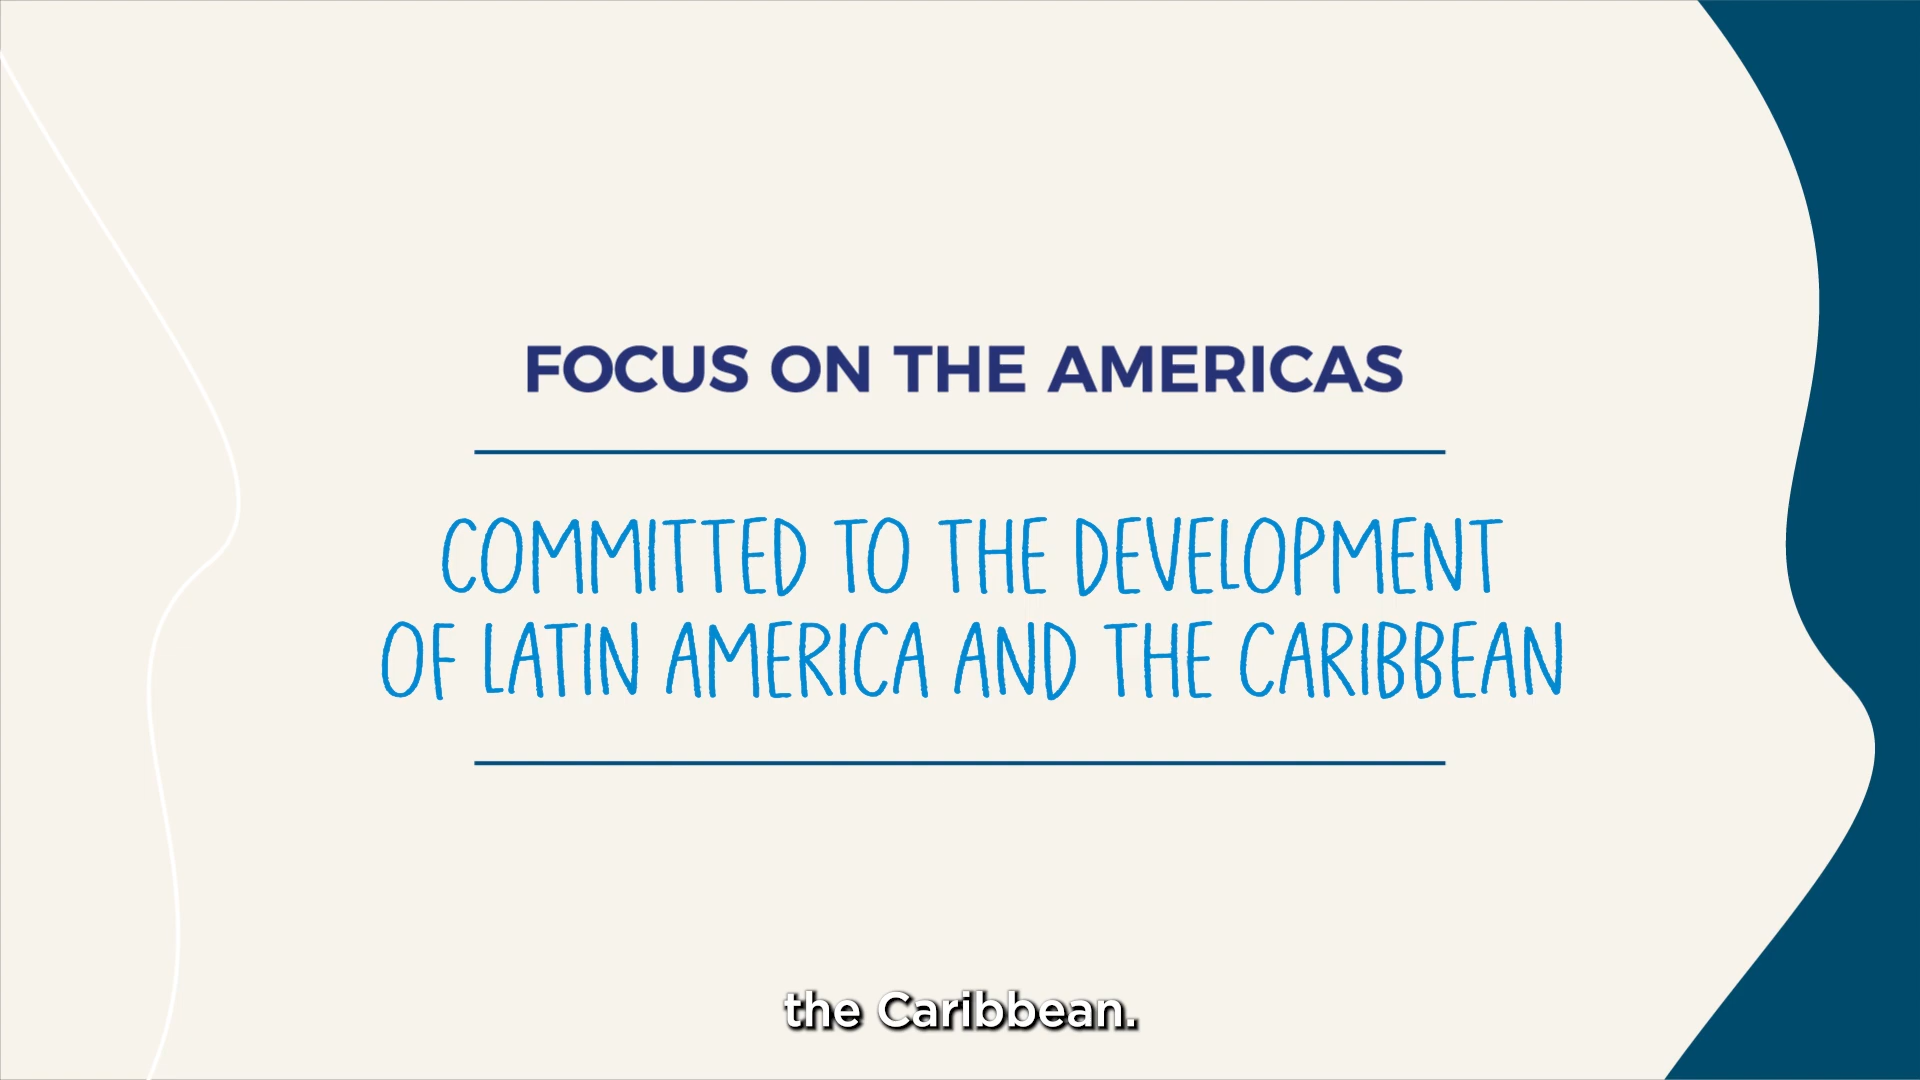 FOCUS ON THE AMERICAS
COMMITTED TO THE DEVELOPMENT
OF LATIN AMERICA AND THE CARIBBEAN
the Caribbean.